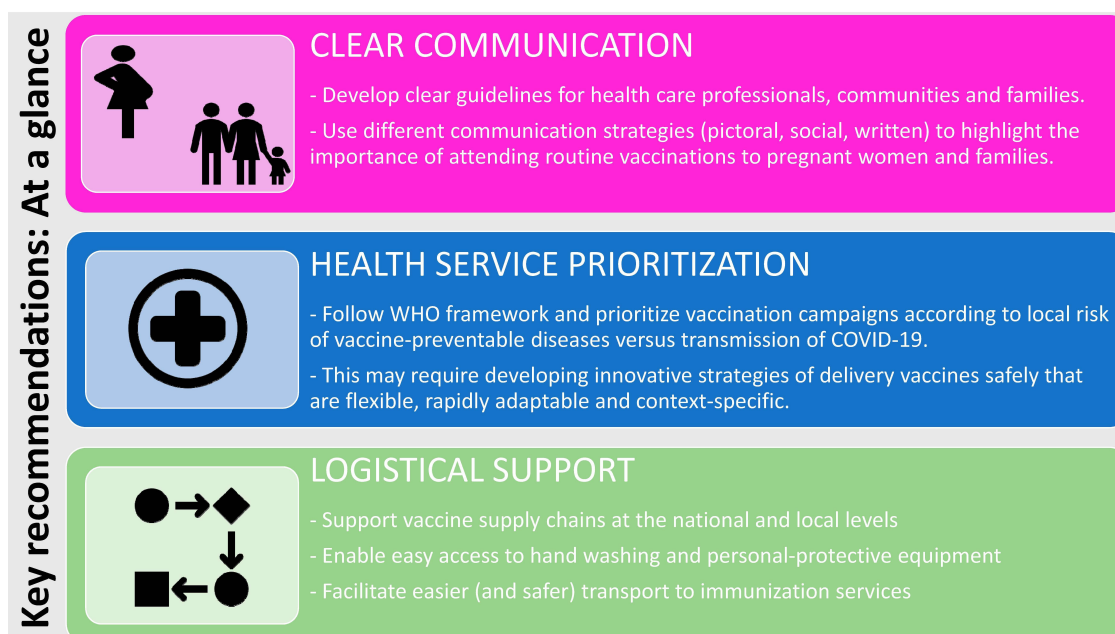 Key recommendations: At a glance
CLEAR COMMUNICATION
- Develop clear guidelines for health care professionals, communities and families.
- Use different communication strategies (pictoral, social, written) to highlight the
importance of attending routine vaccinations to pregnant women and families.
HEALTH SERVICE PRIORITIZATION
- Follow WHO framework and prioritize vaccination campaigns according to local risk
of vaccine-preventable diseases versus transmission of COVID-19.
- This may require developing innovative strategies of delivery vaccines safely that
are flexible, rapidly adaptable and context-specific.
LOGISTICAL SUPPORT
- Support vaccine supply chains at the national and local levels
- Enable easy access to hand washing and personal-protective equipment
- Facilitate easier (and safer) transport to immunization services